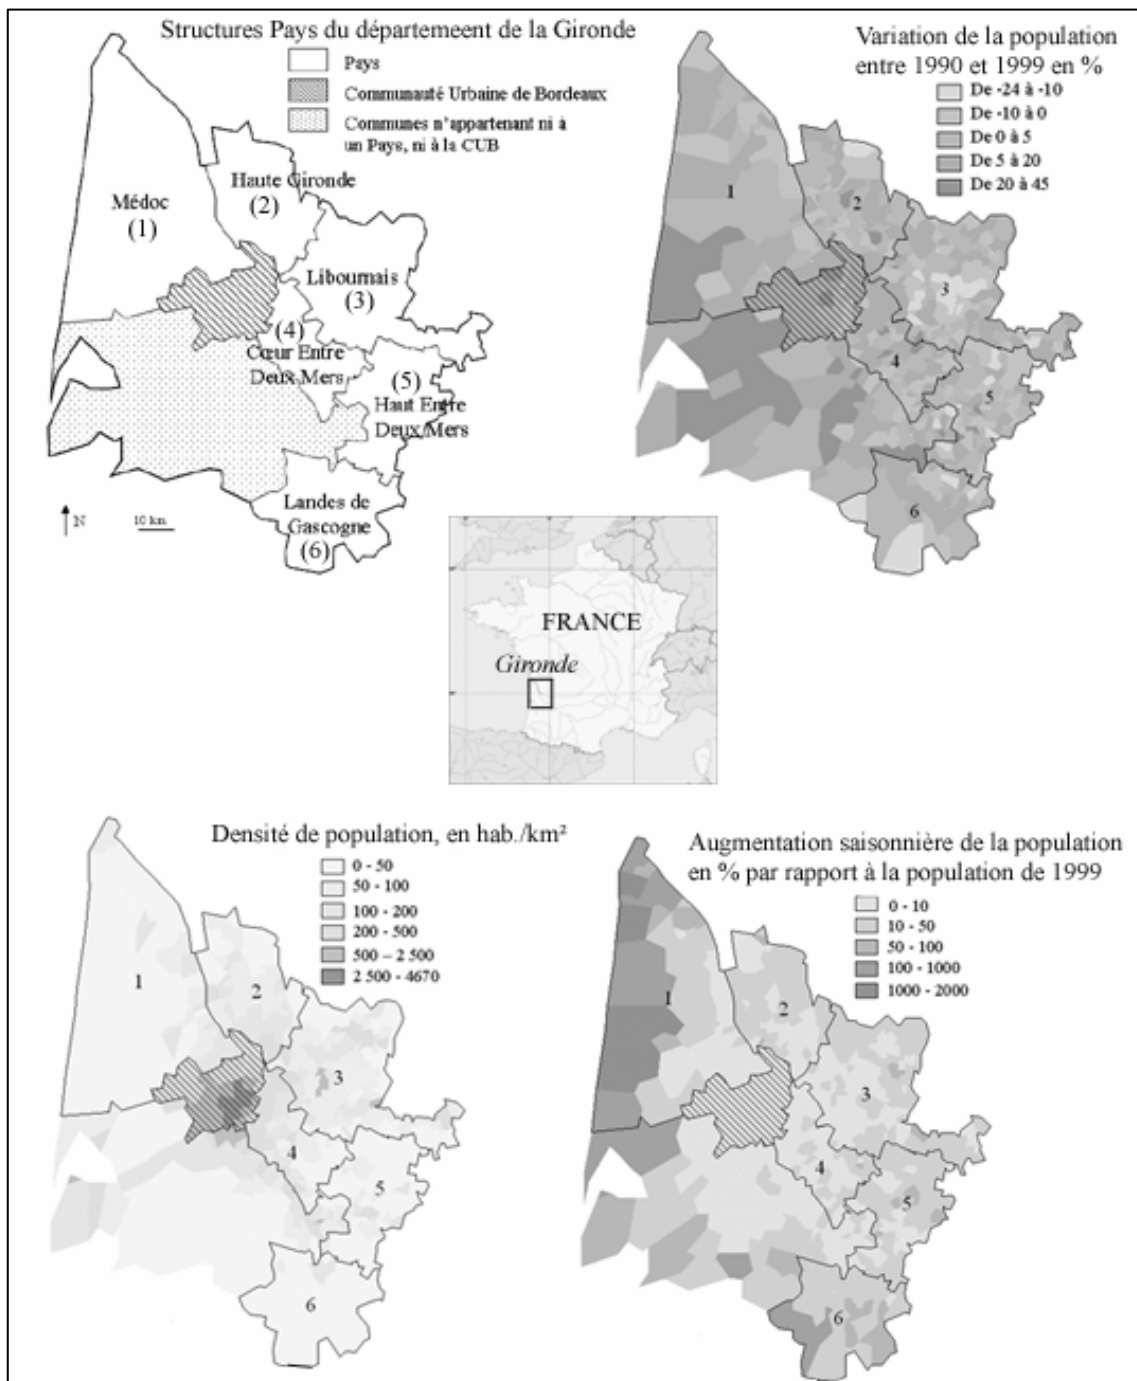 Structures Pays du départemeent de la Gironde
Pays
Communauté Urbaine de Bordeaux
Communes n'appartenant ni à
un Pays, ni à la CUB
Médoc
(1)
Haute Gironde
(2)
Libournais
(3)
(4)
Cœur Entre
Deux Mers
(5)
Haut Entre
Deux Mers
Landes de
Gascogne
(6)
N
10 km
Variation de la population
entre 1990 et 1999 en %
De -24 à -10
De -10 à 0
De 0 à 5
De 5 à 20
De 20 à 45
1
2
3
4
5
6
FRANCE
Gironde
Densité de population, en hab./km²
0 - 50
50 - 100
100 - 200
200 - 500
500 – 2 500
2 500 - 4670
1
2
3
4
5
6
Augmentation saisonnière de la population
en % par rapport à la population de 1999
0 - 10
10 - 50
50 - 100
100 - 1000
1000 - 2000
1
2
3
4
5
6